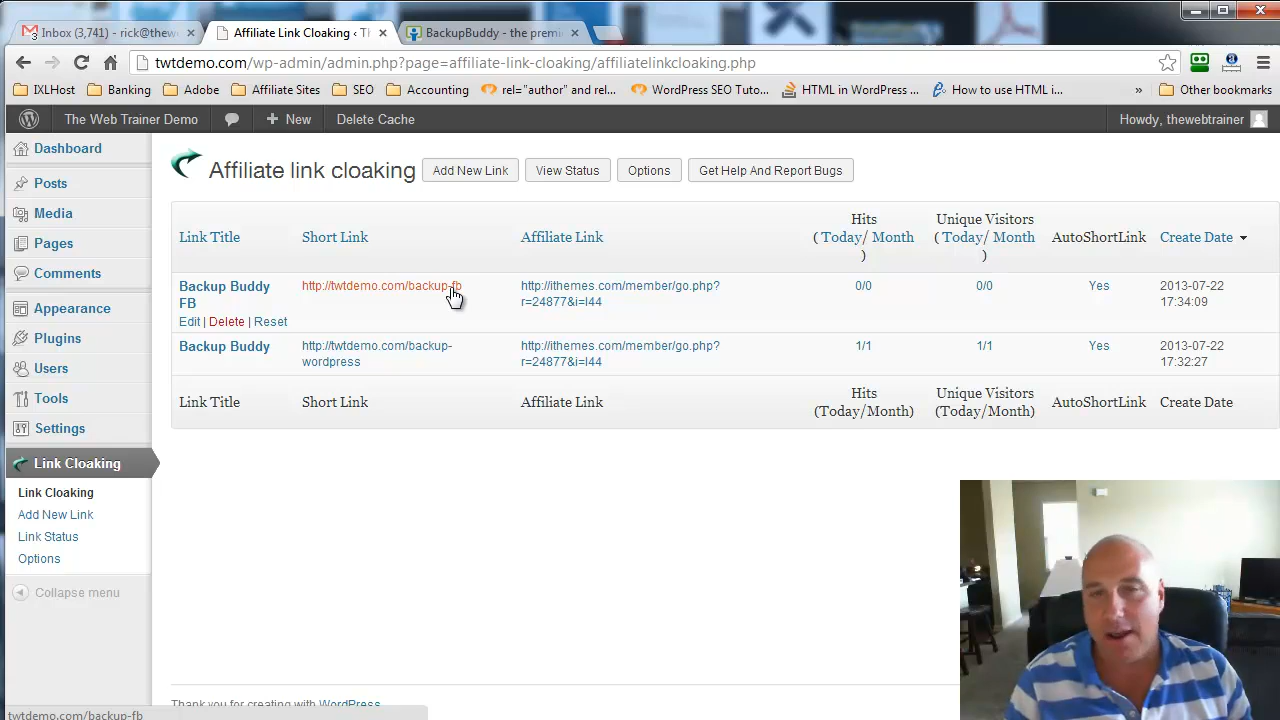 Inbox (3,741) - rick@thewe
Affiliate Link Cloaking ‹ Th
BackupBuddy - the premi
twtdemo.com/wp-admin/admin.php?page=affiliate-link-cloaking/affiliatelinkcloaking.php
IXLHost
Banking
Adobe
Affiliate Sites
SEO
Accounting
rel="author" and rel...
WordPress SEO Tuto...
HTML in WordPress ...
How to use HTML i...
»
Other bookmarks
The Web Trainer Demo
+ New
Delete Cache
Howdy, thewebtrainer
Dashboard
Posts
Media
Pages
Comments
Appearance
Plugins
Users
Tools
Settings
Link Cloaking
Link Cloaking
Add New Link
Link Status
Options
Collapse menu
Affiliate link cloaking
Add New Link
View Status
Options
Get Help And Report Bugs
Link Title
Short Link
Affiliate Link
Hits
( Today/ Month
)
Unique Visitors
( Today/ Month
)
AutoShortLink
Create Date
Backup Buddy
FB
Edit | Delete | Reset
http://twtdemo.com/backup-fb
http://ithemes.com/member/go.php?
r=24877&i=l44
0/0
0/0
Yes
2013-07-22
17:34:09
Backup Buddy
http://twtdemo.com/backup-
wordpress
http://ithemes.com/member/go.php?
r=24877&i=l44
1/1
1/1
Yes
2013-07-22
17:32:27
Link Title
Short Link
Affiliate Link
Hits
(Today/Month)
Unique Visitors
(Today/Month)
AutoShortLink
Create Date
Thank you for creating with WordPress
twtdemo.com/backup-fb